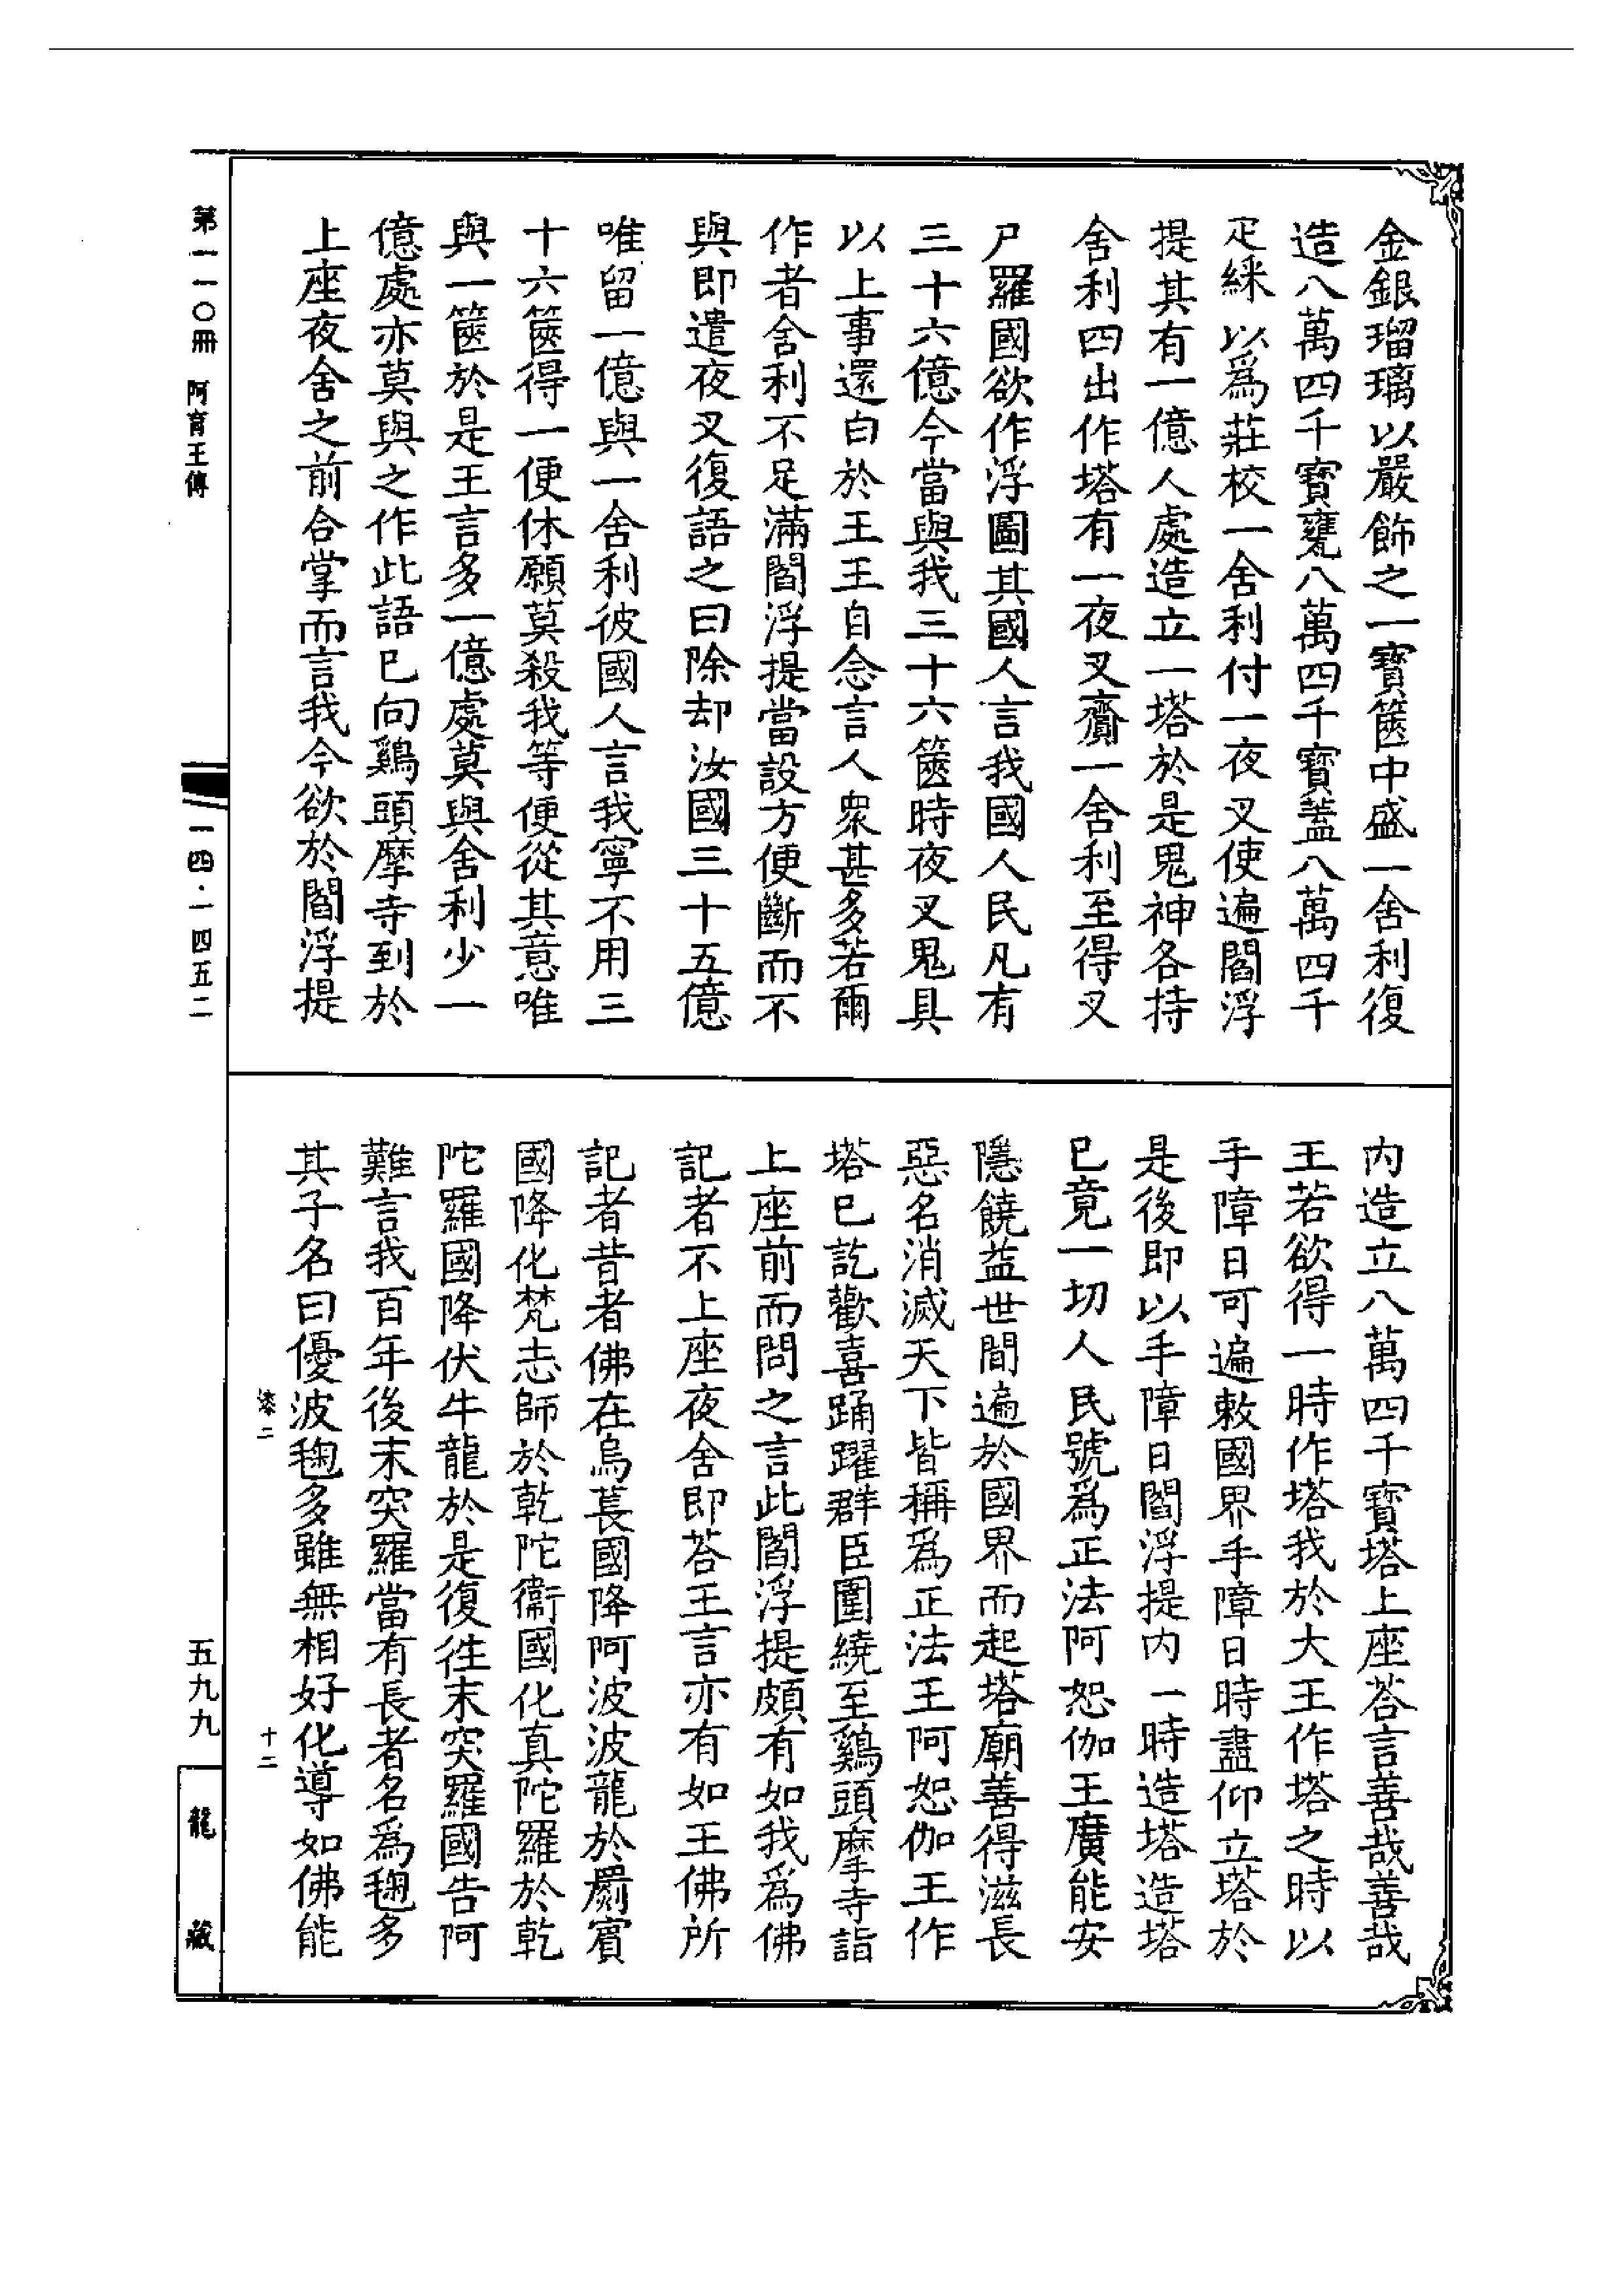 金銀瑠璃以嚴飾之一寶篋中盛一舍利復
造八萬四千寶甕八萬四千寶蓋八萬四千
疋綵以爲莊校一舍利付一夜叉使遍閻浮
提其有一億人處造立一塔於是鬼神各持
舍利四出作塔有一夜叉齎一舍利至得叉
尸羅國欲作浮圖其國人言我國人民凡有
三十六億今當與我三十六篋時夜叉鬼具
以上事還白於王王自念言人衆甚多若爾
作者舍利不足滿閻浮提當設方便斷而不
與即遣夜叉復語之曰除却汝國三十五億
唯留一億與一舍利彼國人言我寧不用三
十六篋得一便休願莫殺我等便從其意唯
與一篋於是王言多一億處莫與舍利少一
億處亦莫與之作此語已向鷄頭摩寺到於
上座夜舍之前合掌而言我今欲於閻浮提
內造立八萬四千寶塔上座荅言善哉善哉
王若欲得一時作塔我於大王作塔之時以
手障日可遍敕國界手障日時盡仰立塔於
是後即以手障日閻浮提內一時造塔造塔
已竟一切人民號爲正法阿恕伽王廣能安
隱饒益世間遍於國界而起塔廟善得滋長
惡名消滅天下皆稱爲正法王阿恕伽王作
塔已訖歡喜踊躍群臣圍繞至鷄頭摩寺詣
上座前而問之言此閻浮提頗有如我爲佛
記者不上座夜舍即荅王言亦有如王佛所
記者昔者佛在烏萇國降阿波波龍於罽賓
國降化梵志師於乾陀衛國化真陀羅於乾
陀羅國降伏牛龍於是復往末突羅國告阿
難言我百年後末突羅當有長者名爲毱多
其子名曰優波毱多雖無相好化導如佛能
漆二
十二
第一一〇冊 阿育王傳
一四·一四五二
五九九
龍藏